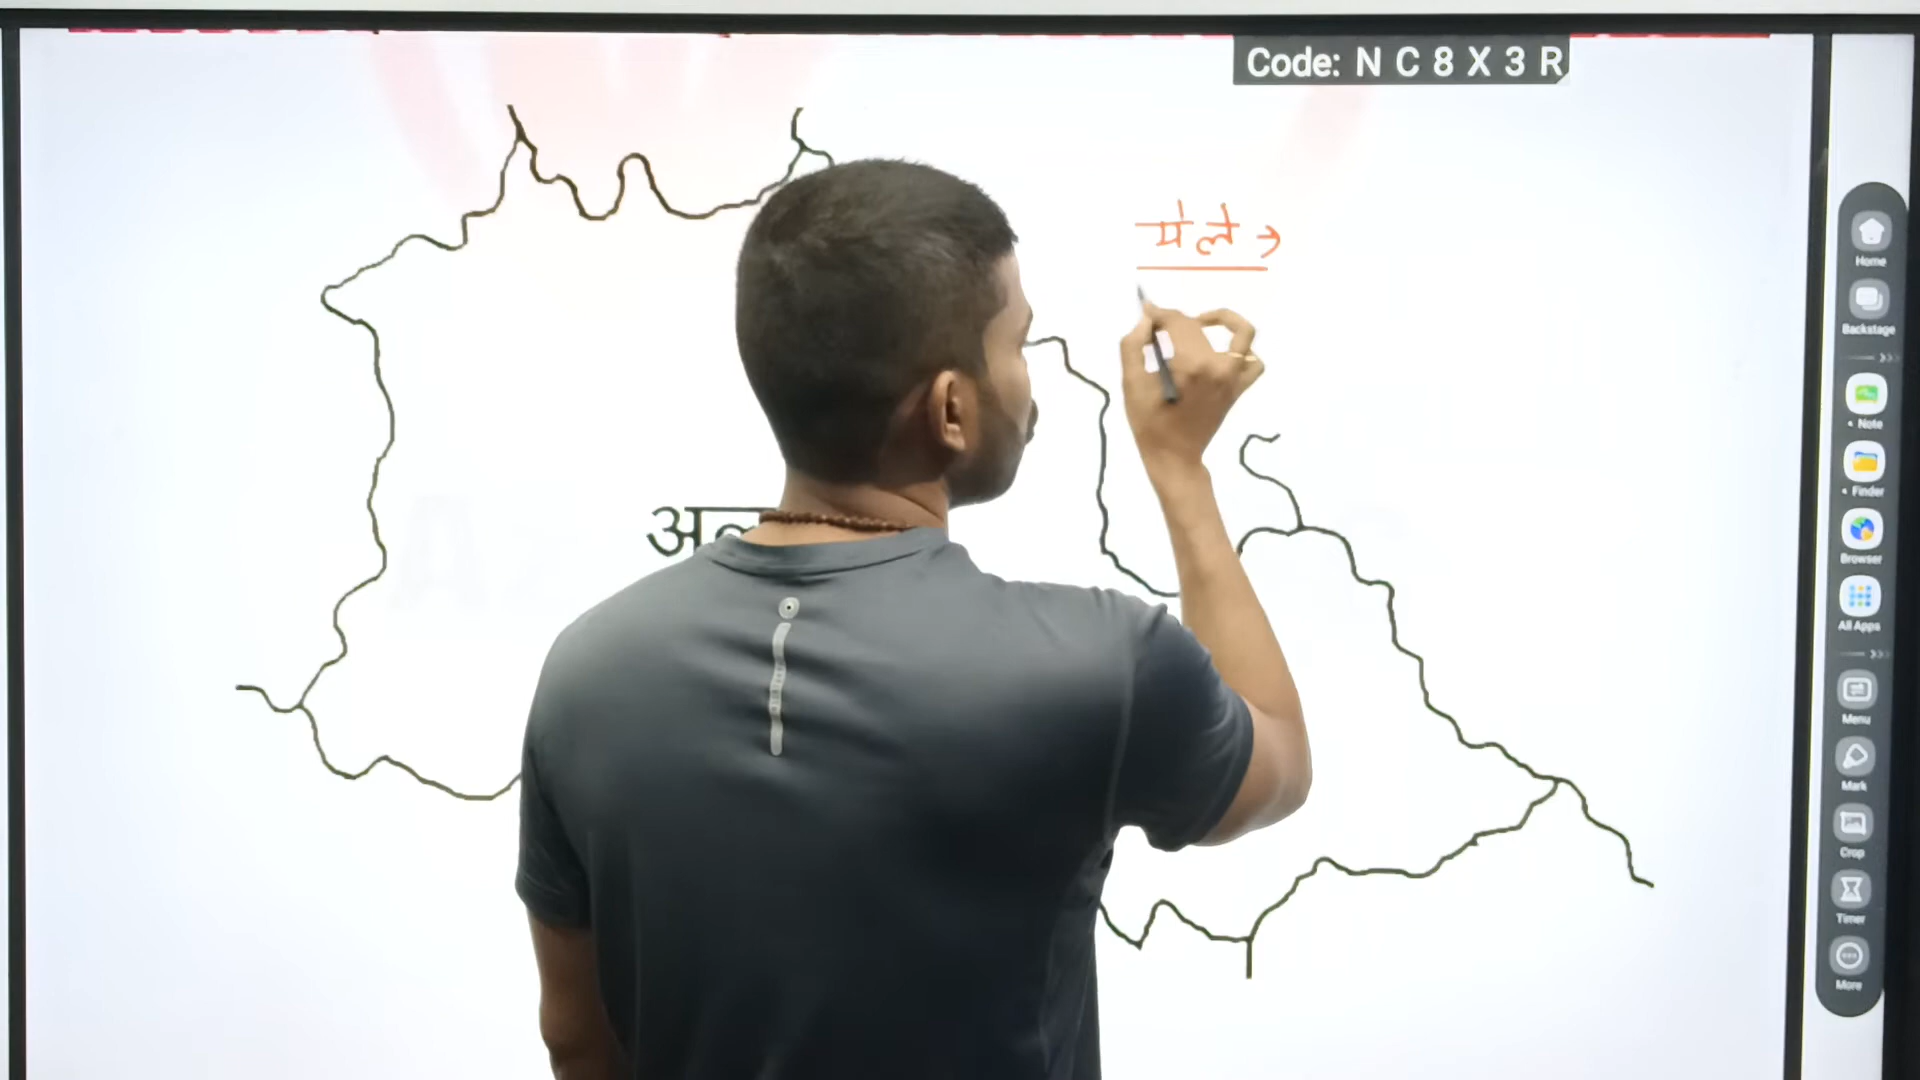 Code: N C 8 X 3 R
मेले →
Home
Backstage
Note
Finder
Browser
All Apps
Menu
Mark
Crop
Timer
More